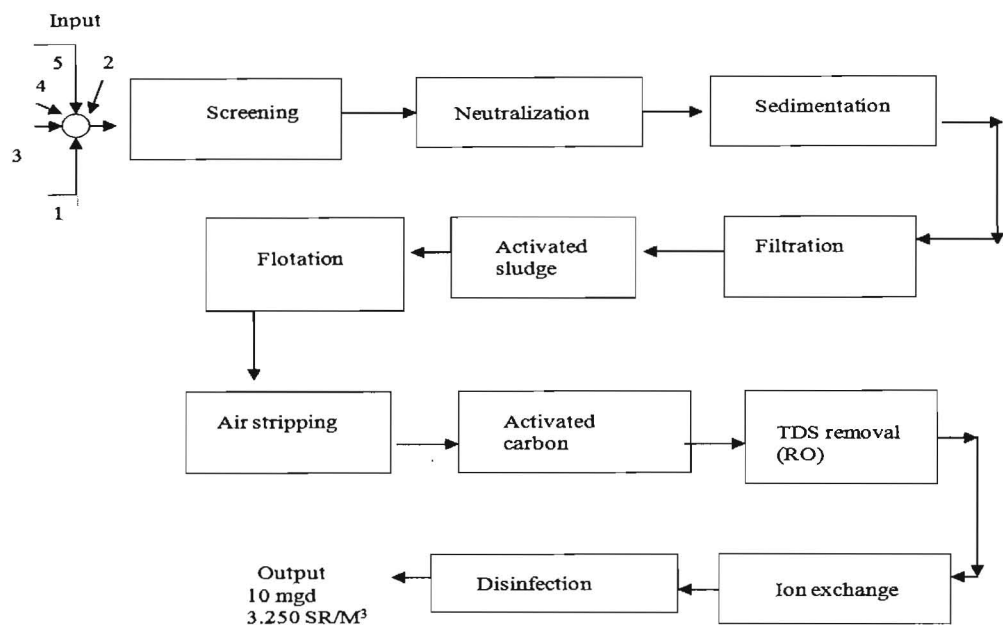 Input
5
2
4
3
1
Screening
Neutralization
Sedimentation
Flotation
Activated
sludge
Filtration
Air stripping
Activated
carbon
TDS removal
(RO)
Output
10 mgd
3.250 SR/M³
Disinfection
Ion exchange